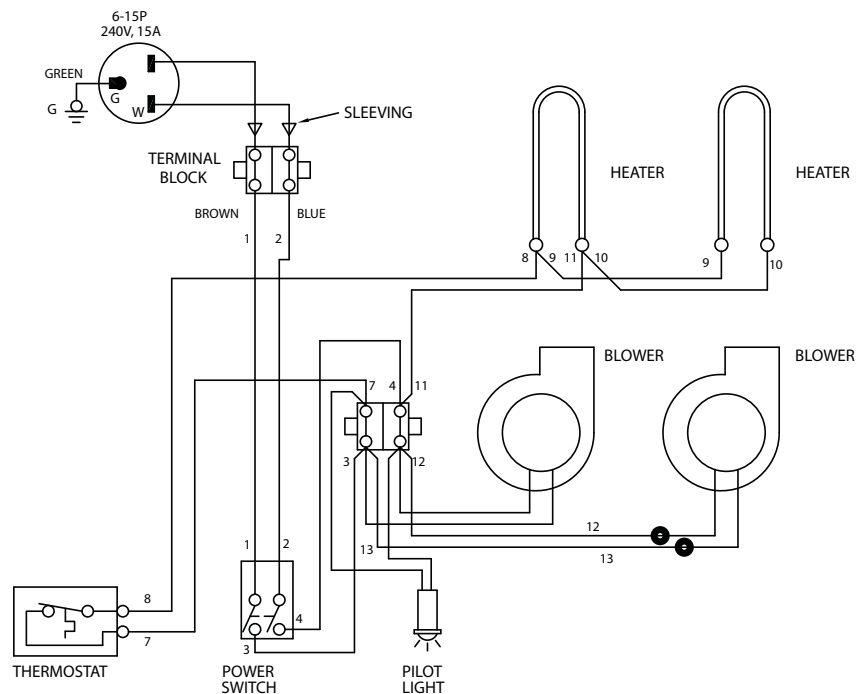 6-15P
240V, 15A
GREEN
G
G
W
SLEEVING
TERMINAL
BLOCK
BROWN
BLUE
1
2
HEATER
HEATER
8
9
11
10
9
10
BLOWER
BLOWER
7
4
11
3
12
12
13
13
1
2
8
7
4
3
THERMOSTAT
POWER
SWITCH
PILOT
LIGHT